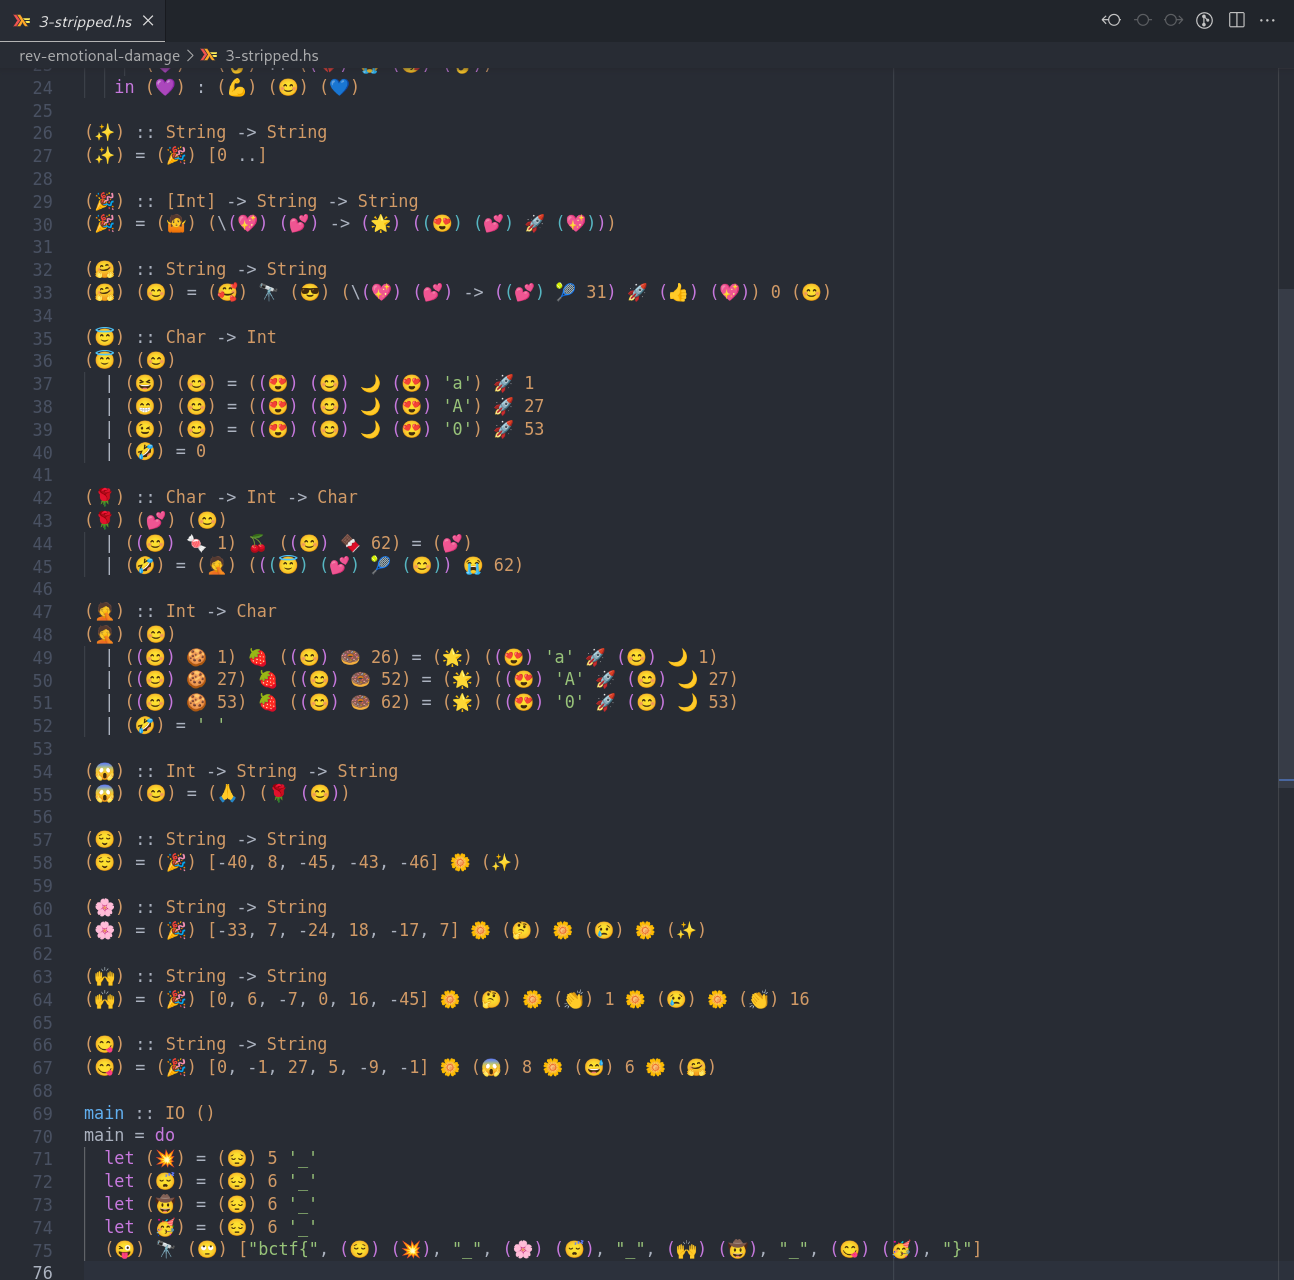 3-stripped.hs
rev-emotional-damage > 3-stripped.hs
24 in (💜) : (💪) (😊) (💙)
25
26 (✨) :: String -> String
27 (✨) = (🎉) [0 ..]
28
29 (🎉) :: [Int] -> String -> String
30 (🎉) = (🤷) (\(💖) (💕) -> (🌟) ((😍) (💕) 🚀 (💖)))
31
32 (🤗) :: String -> String
33 (🤗) (😊) = (🥰) 🔭 (😎) (\(💖) (💕) -> ((💕) 🎾 31) 🚀 (👍) (💖)) 0 (😊)
34
35 (😇) :: Char -> Int
36 (😇) (😊)
37 | (😆) (😊) = ((😍) (😊) 🌙 (😍) 'a') 🚀 1
38 | (😁) (😊) = ((😍) (😊) 🌙 (😍) 'A') 🚀 27
39 | (😉) (😊) = ((😍) (😊) 🌙 (😍) '0') 🚀 53
40 | (🤣) = 0
41
42 (🌹) :: Char -> Int -> Char
43 (🌹) (💕) (😊)
44 | ((😊) 🍬 1) 🍒 ((😊) 🍫 62) = (💕)
45 | (🤣) = (🤦) (((😇) (💕) 🎾 (😊)) 😭 62)
46
47 (🤦) :: Int -> Char
48 (🤦) (😊)
49 | ((😊) 🍪 1) 🍓 ((😊) 🍩 26) = (🌟) ((😍) 'a' 🚀 (😊) 🌙 1)
50 | ((😊) 🍪 27) 🍓 ((😊) 🍩 52) = (🌟) ((😍) 'A' 🚀 (😊) 🌙 27)
51 | ((😊) 🍪 53) 🍓 ((😊) 🍩 62) = (🌟) ((😍) '0' 🚀 (😊) 🌙 53)
52 | (🤣) = ' '
53
54 (😱) :: Int -> String -> String
55 (😱) (😊) = (🙏) (🌹 (😊))
56
57 (😌) :: String -> String
58 (😌) = (🎉) [-40, 8, -45, -43, -46] 🌼 (✨)
59
60 (🌸) :: String -> String
61 (🌸) = (🎉) [-33, 7, -24, 18, -17, 7] 🌼 (🤔) 🌼 (😢) 🌼 (✨)
62
63 (🙌) :: String -> String
64 (🙌) = (🎉) [0, 6, -7, 0, 16, -45] 🌼 (🤔) 🌼 (👏) 1 🌼 (😢) 🌼 (👏) 16
65
66 (😋) :: String -> String
67 (😋) = (🎉) [0, -1, 27, 5, -9, -1] 🌼 (😱) 8 🌼 (😅) 6 🌼 (🤗)
68
69 main :: IO ()
70 main = do
71 let (💥) = (😔) 5 '_'
72 let (😴) = (😔) 6 '_'
73 let (🤠) = (😔) 6 '_'
74 let (🥳) = (😔) 6 '_'
75 (😜) 🔭 (🙄) ["bctf{", (😌) (💥), "_", (🌸) (😴), "_", (🙌) (🤠), "_", (😋) (🥳), "}"]
76